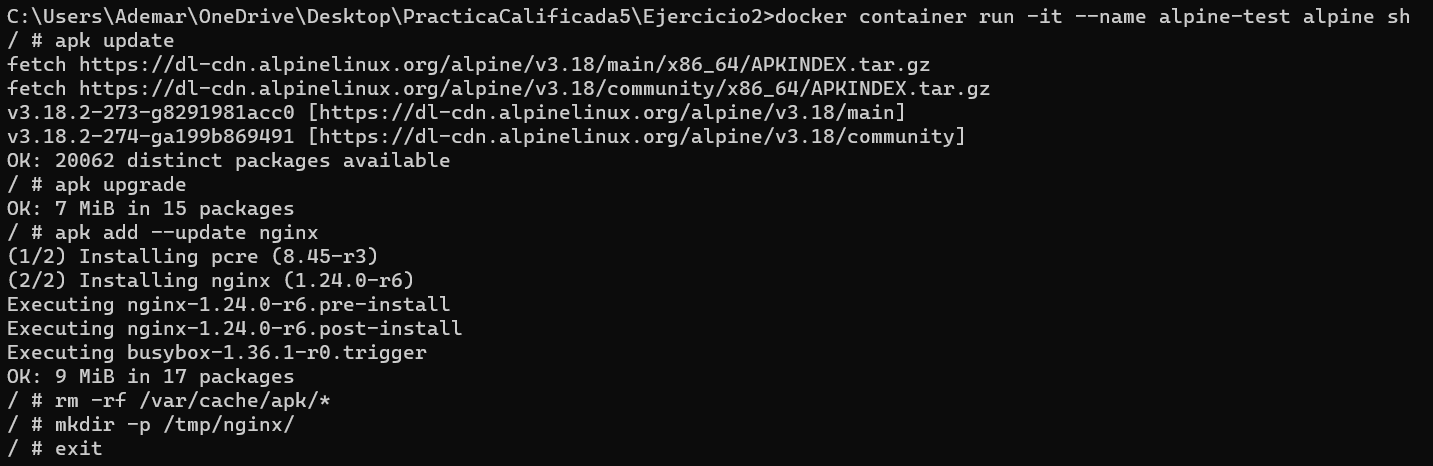 C:\Users\Ademar\OneDrive\Desktop\PracticaCalificada5\Ejercicio2>docker container run -it --name alpine-test alpine sh
/ # apk update
fetch https://dl-cdn.alpinelinux.org/alpine/v3.18/main/x86_64/APKINDEX.tar.gz
fetch https://dl-cdn.alpinelinux.org/alpine/v3.18/community/x86_64/APKINDEX.tar.gz
v3.18.2-273-g8291981acc0 [https://dl-cdn.alpinelinux.org/alpine/v3.18/main]
v3.18.2-274-ga199b869491 [https://dl-cdn.alpinelinux.org/alpine/v3.18/community]
OK: 20062 distinct packages available
/ # apk upgrade
OK: 7 MiB in 15 packages
/ # apk add --update nginx
(1/2) Installing pcre (8.45-r3)
(2/2) Installing nginx (1.24.0-r6)
Executing nginx-1.24.0-r6.pre-install
Executing nginx-1.24.0-r6.post-install
Executing busybox-1.36.1-r0.trigger
OK: 9 MiB in 17 packages
/ # rm -rf /var/cache/apk/*
/ # mkdir -p /tmp/nginx/
/ # exit